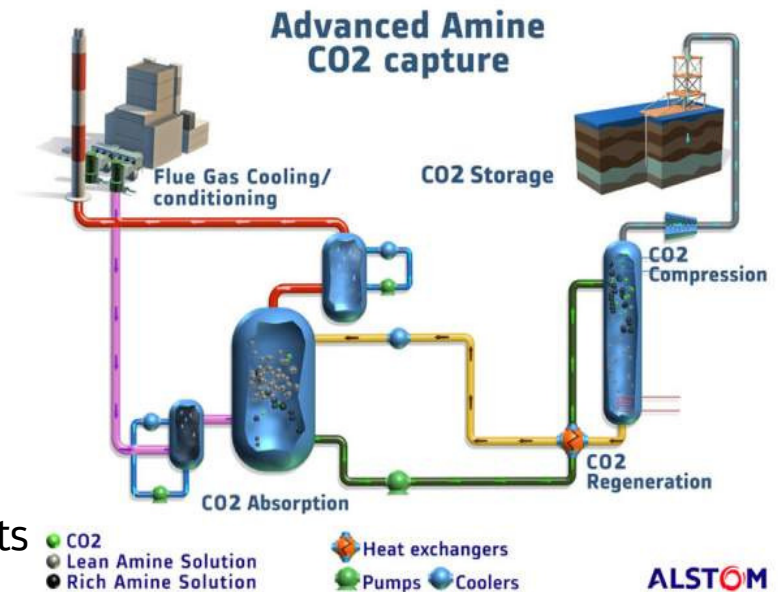 Advanced Amine
CO2 capture
Flue Gas Cooling/
conditioning
CO2 Storage
CO2
Compression
CO2
Regeneration
CO2 Absorption
ts
CO2
Lean Amine Solution
Rich Amine Solution
Heat exchangers
Pumps
Coolers
ALSTOM